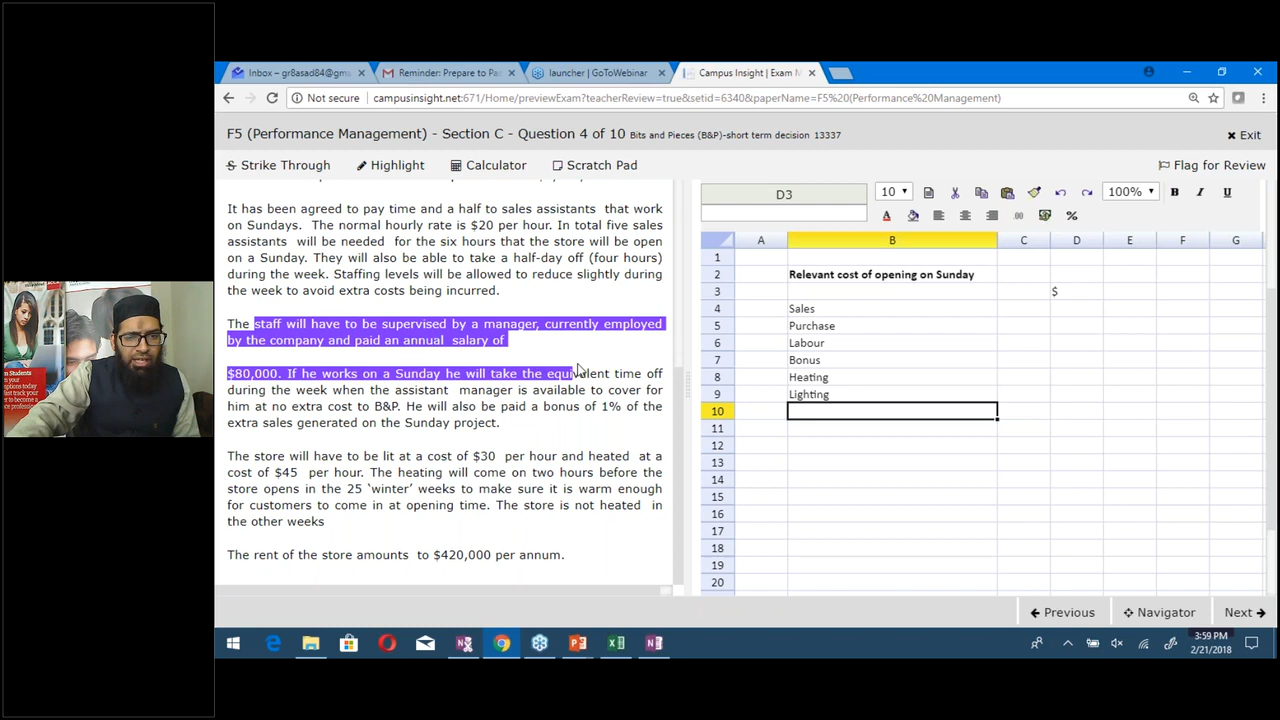 Inbox – gr8asad84@gm
Reminder: Prepare to Pa
launcher | GoToWebinar
Campus Insight | Exam M
Not secure
campusinsight.net:671/Home/previewExam?teacherReview=true&setid=6340&paperName=F5%20(Performance%20Management)
F5 (Performance Management) - Section C - Question 4 of 10 Bits and Pieces (B&P)-short term decision 13337
Exit
Strike Through
Highlight
Calculator
Scratch Pad
Flag for Review
It has been agreed to pay time and a half to sales assistants that work
on Sundays. The normal hourly rate is $20 per hour. In total five sales
assistants will be needed for the six hours that the store will be open
on a Sunday. They will also be able to take a half-day off (four hours)
during the week. Staffing levels will be allowed to reduce slightly during
the week to avoid extra costs being incurred.
The staff will have to be supervised by a manager, currently employed
by the company and paid an annual salary of
$80,000. If he works on a Sunday he will take the equivalent time off
during the week when the assistant manager is available to cover for
him at no extra cost to B&P. He will also be paid a bonus of 1% of the
extra sales generated on the Sunday project.
The store will have to be lit at a cost of $30 per hour and heated at a
cost of $45 per hour. The heating will come on two hours before the
store opens in the 25 ‘winter’ weeks to make sure it is warm enough
for customers to come in at opening time. The store is not heated in
the other weeks
The rent of the store amounts to $420,000 per annum.
D3
10
100%
B
I
U
%
A
A B C D E F G
1
2 Relevant cost of opening on Sunday
3 $
4 Sales
5 Purchase
6 Labour
7 Bonus
8 Heating
9 Lighting
10
11
12
13
14
15
16
17
18
19
20
Previous
Navigator
Next
3:59 PM
2/21/2018